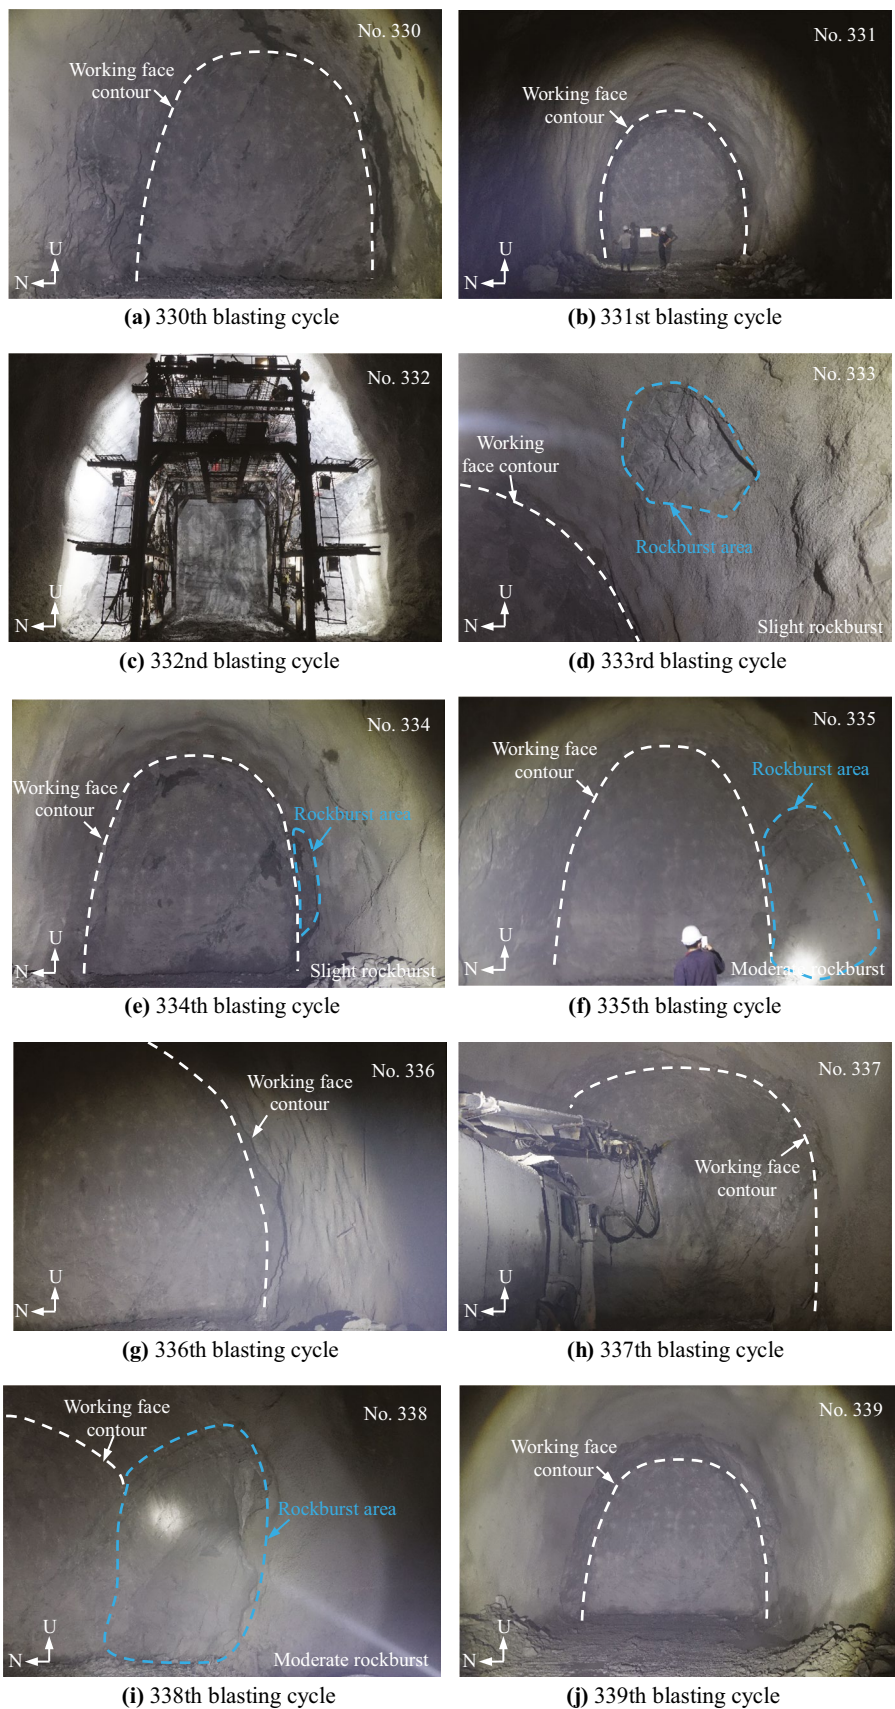 No. 330
Working face
contour
U
N
(a) 330th blasting cycle
No. 331
Working face
contour
U
N
(b) 331st blasting cycle
No. 332
U
N
(c) 332nd blasting cycle
No. 333
Working
face contour
Rockburst area
U
N
Slight rockburst
(d) 333rd blasting cycle
No. 334
Working face
contour
Rockburst area
U
N
Slight rockburst
(e) 334th blasting cycle
No. 335
Working face
contour
Rockburst area
U
N
Moderate rockburst
(f) 335th blasting cycle
No. 336
Working face
contour
U
N
(g) 336th blasting cycle
No. 337
Working face
contour
U
N
(h) 337th blasting cycle
No. 338
Working face
contour
Rockburst area
U
N
Moderate rockburst
(i) 338th blasting cycle
No. 339
Working face
contour
U
N
(j) 339th blasting cycle